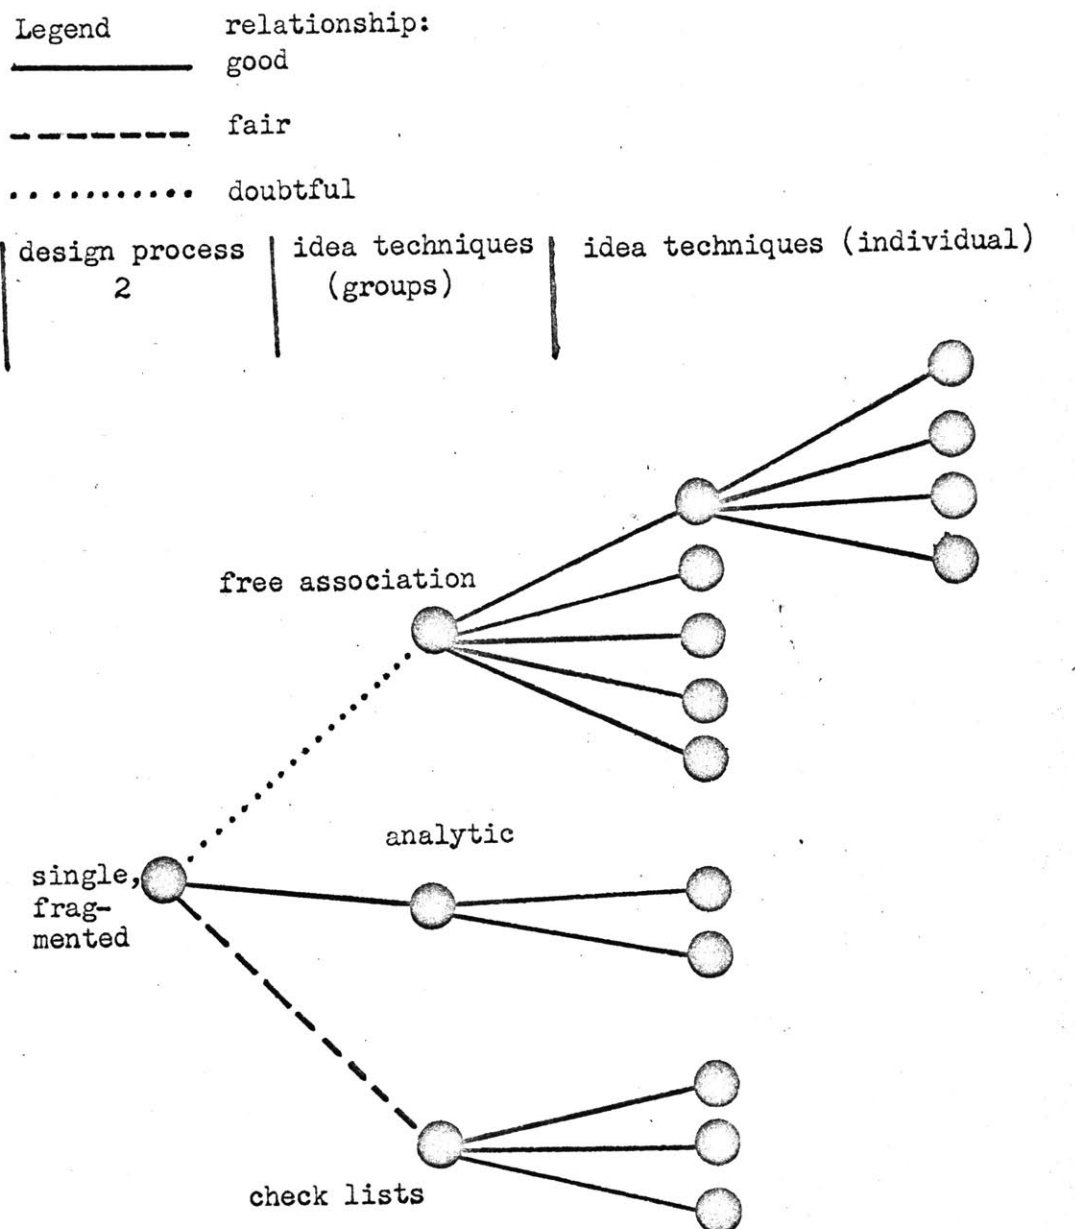 Legend relationship:
good
fair
doubtful
design process
2
idea techniques
(groups)
idea techniques (individual)
free association
analytic
single,
frag-
mented
check lists